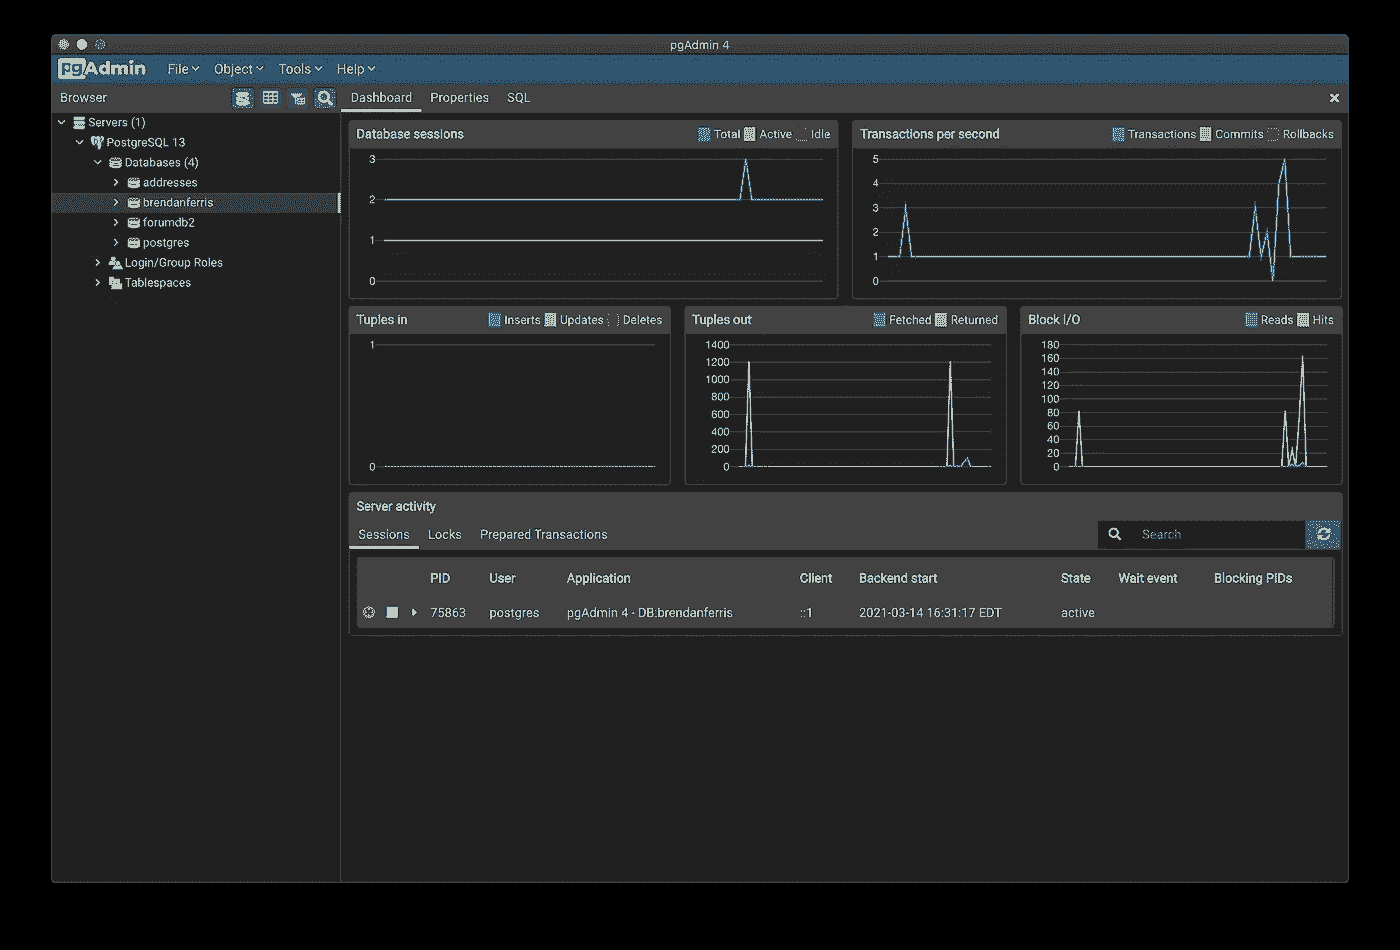 pgAdmin 4
pgAdmin File Object Tools Help
Browser
Dashboard Properties SQL
Servers (1)
PostgreSQL 13
Databases (4)
addresses
brendanferris
forumdb2
postgres
Login/Group Roles
Tablespaces
Database sessions Total Active Idle
3
2
1
0
Transactions per second Transactions Commits Rollbacks
5
4
3
2
1
0
Tuples in Inserts Updates Deletes
1
0
Tuples out Fetched Returned
1400
1200
1000
800
600
400
200
0
Block I/O Reads Hits
180
160
140
120
100
80
60
40
20
0
Server activity
Sessions Locks Prepared Transactions Search
PID User Application Client Backend start State Wait event Blocking PIDs
75863 postgres pgAdmin 4 - DB:brendanferris ::1 2021-03-14 16:31:17 EDT active